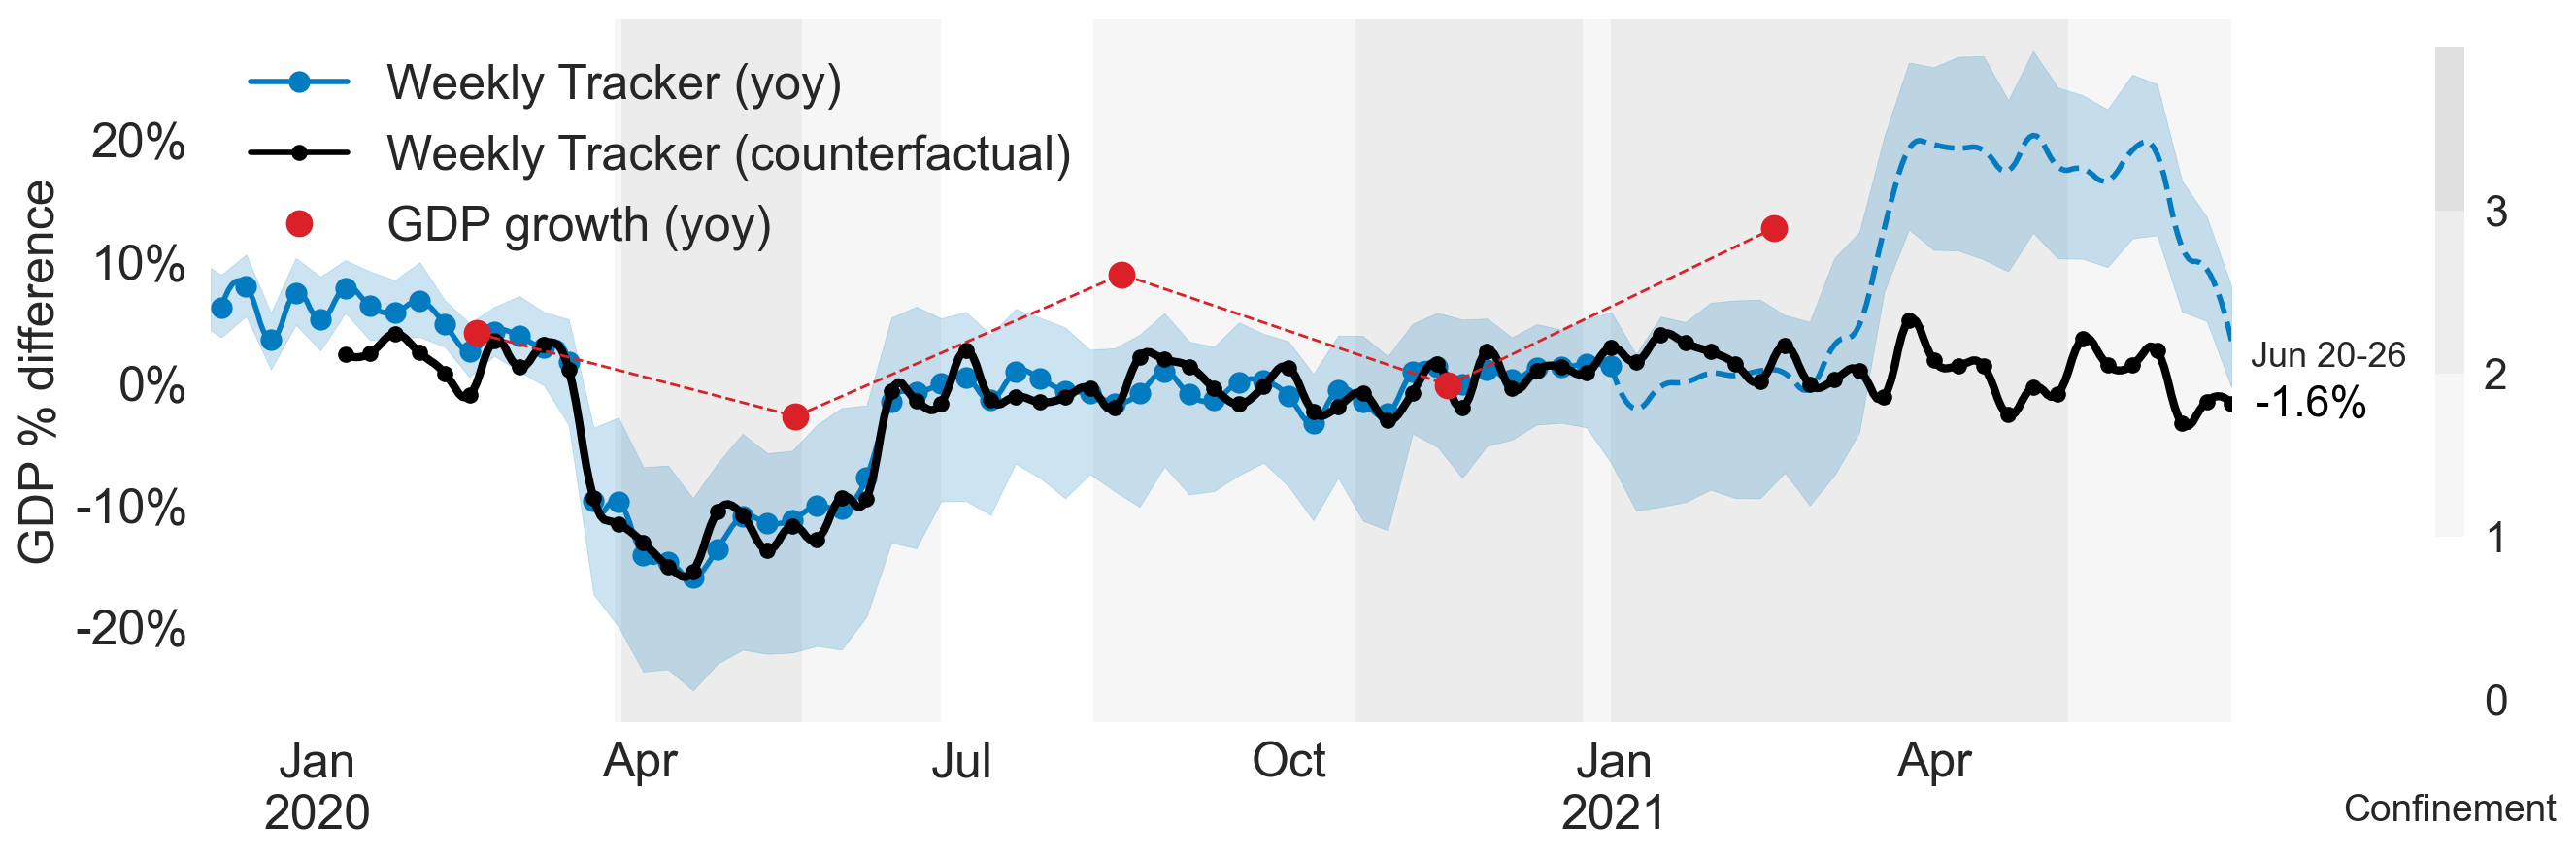 Weekly Tracker (yoy)
Weekly Tracker (counterfactual)
GDP growth (yoy)
GDP % difference
20%
10%
0%
-10%
-20%
Jan
2020
Apr
Jul
Oct
Jan
2021
Apr
Jun 20-26
-1.6%
3
2
1
0
Confinement